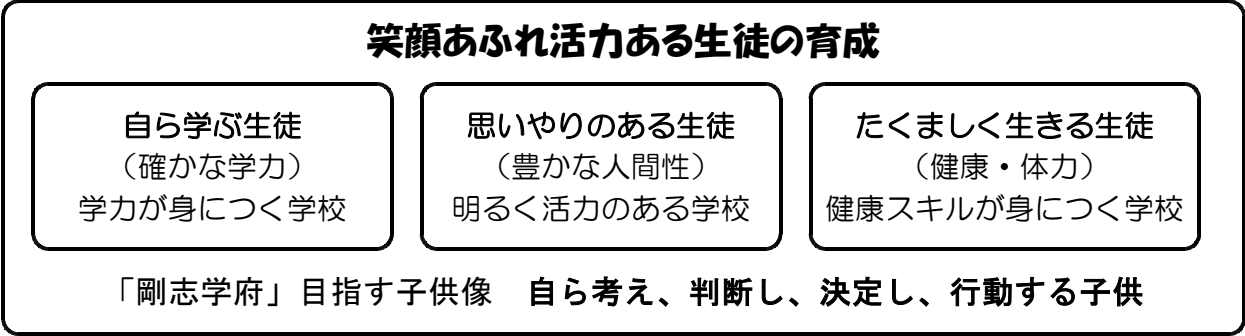 笑顔あふれ活力ある生徒の育成
自ら学ぶ生徒
（確かな学力）
学力が身につく学校
思いやりのある生徒
（豊かな人間性）
明るく活力のある学校
たくましく生きる生徒
（健康・体力）
健康スキルが身につく学校
「剛志学府」目指す子供像　自ら考え、判断し、決定し、行動する子供